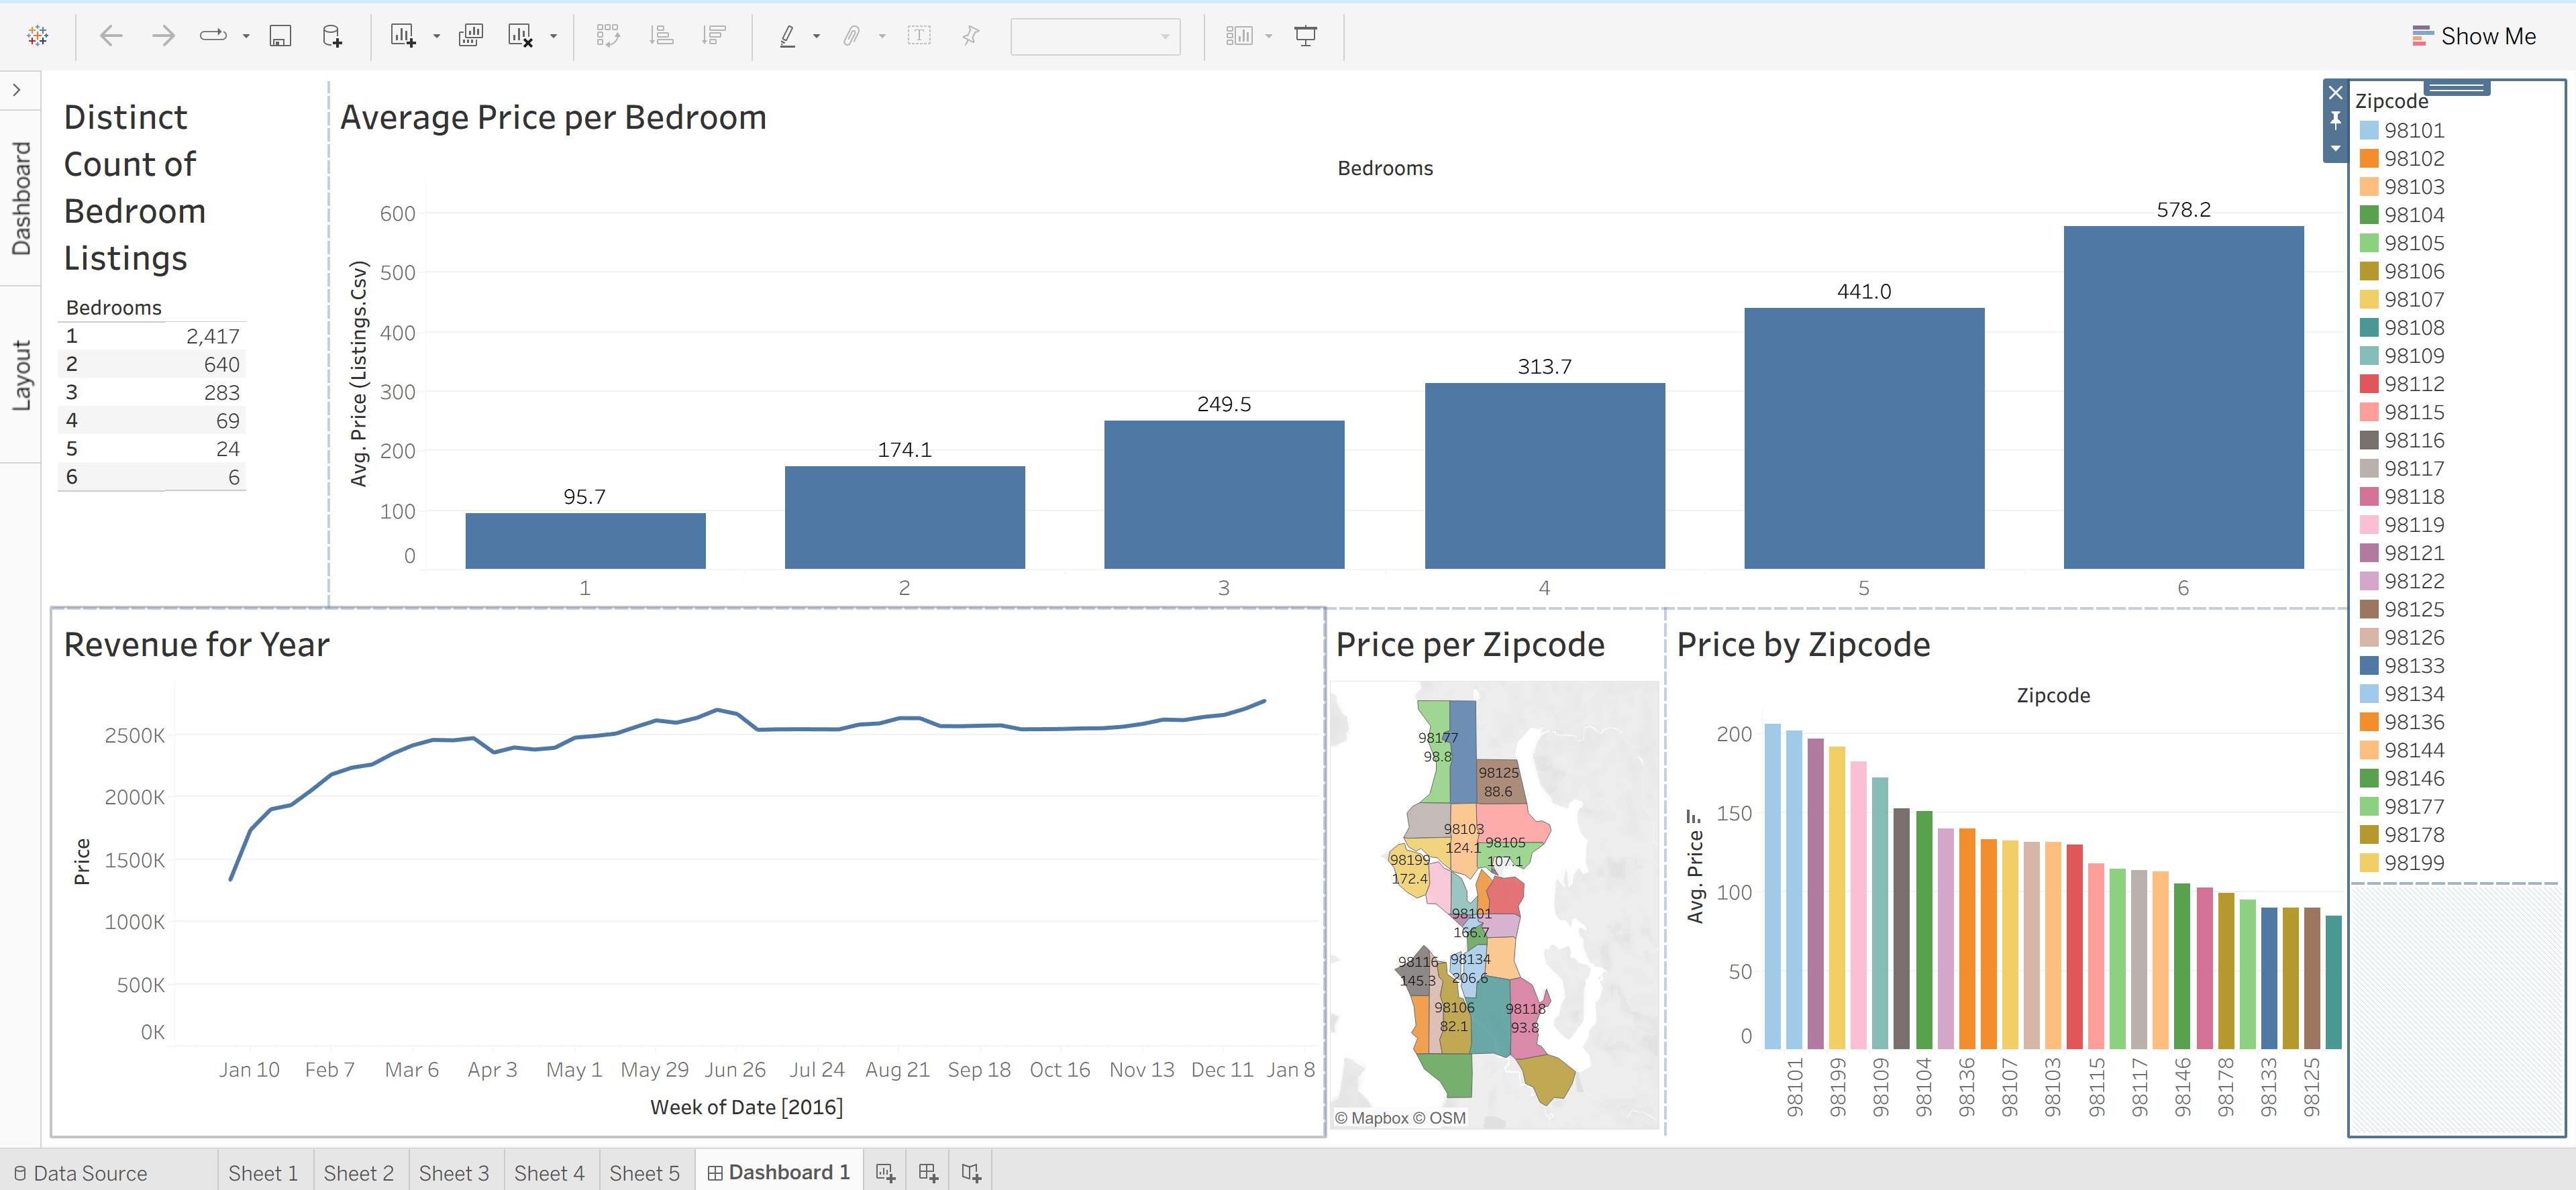 Show Me
Dashboard
Layout
Distinct
Count of
Bedroom
Listings
Bedrooms
1 2,417
2 640
3 283
4 69
5 24
6 6
Average Price per Bedroom
Bedrooms
Avg. Price (Listings.Csv)
600
500
400
300
200
100
0
95.7
174.1
249.5
313.7
441.0
578.2
1 2 3 4 5 6
Zipcode
98101
98102
98103
98104
98105
98106
98107
98108
98109
98112
98115
98116
98117
98118
98119
98121
98122
98125
98126
98133
98134
98136
98144
98146
98177
98178
98199
Revenue for Year
Price
2500K
2000K
1500K
1000K
500K
0K
Jan 10 Feb 7 Mar 6 Apr 3 May 1 May 29 Jun 26 Jul 24 Aug 21 Sep 18 Oct 16 Nov 13 Dec 11 Jan 8
Week of Date [2016]
Price per Zipcode
98177
98.8
98125
88.6
98103
124.1
98105
107.1
98199
172.4
98101
166.7
98116
145.3
98134
206.6
98106
82.1
98118
93.8
© Mapbox © OSM
Price by Zipcode
Zipcode
Avg. Price
200
150
100
50
0
98101 98199 98109 98104 98136 98107 98103 98115 98117 98146 98178 98133 98125
Data Source Sheet 1 Sheet 2 Sheet 3 Sheet 4 Sheet 5 Dashboard 1